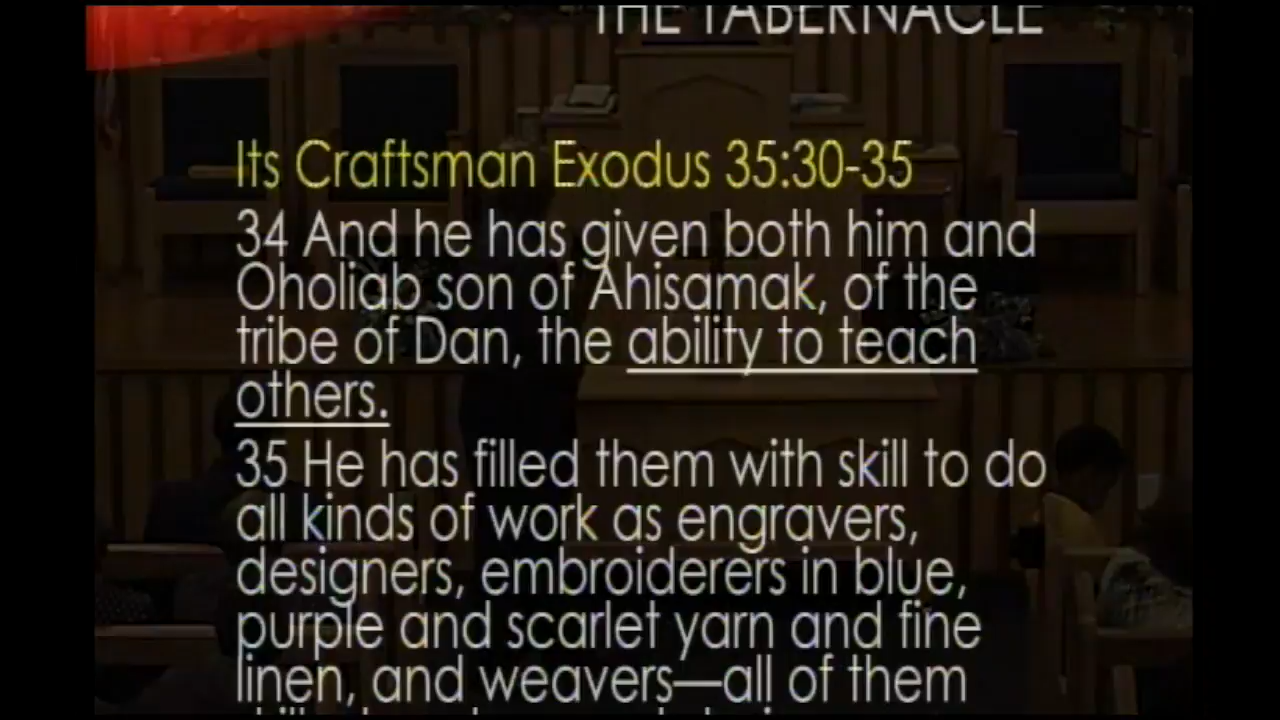 THE TABERNACLE
Its Craftsman Exodus 35:30-35
34 And he has given both him and
Oholiab son of Ahisamak, of the
tribe of Dan, the ability to teach
others.
35 He has filled them with skill to do
all kinds of work as engravers,
designers, embroiderers in blue,
purple and scarlet yarn and fine
linen, and weavers—all of them